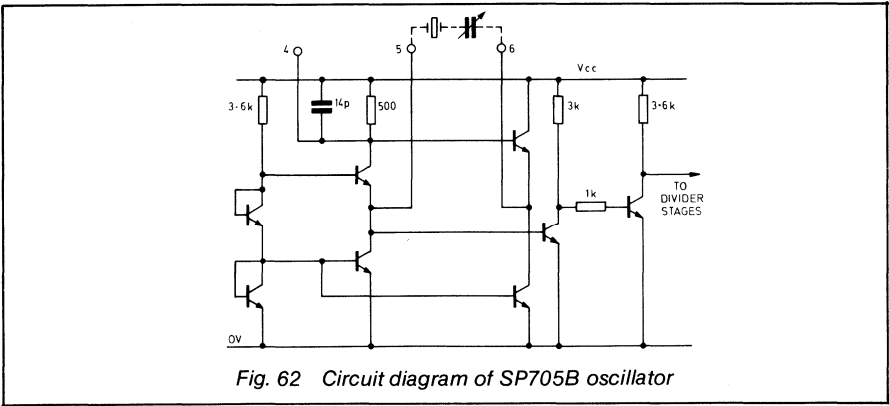 4
5
6
Vcc
3·6k
14p
500
3k
3·6k
1k
TO
DIVIDER
STAGES
0V
Fig. 62 Circuit diagram of SP705B oscillator